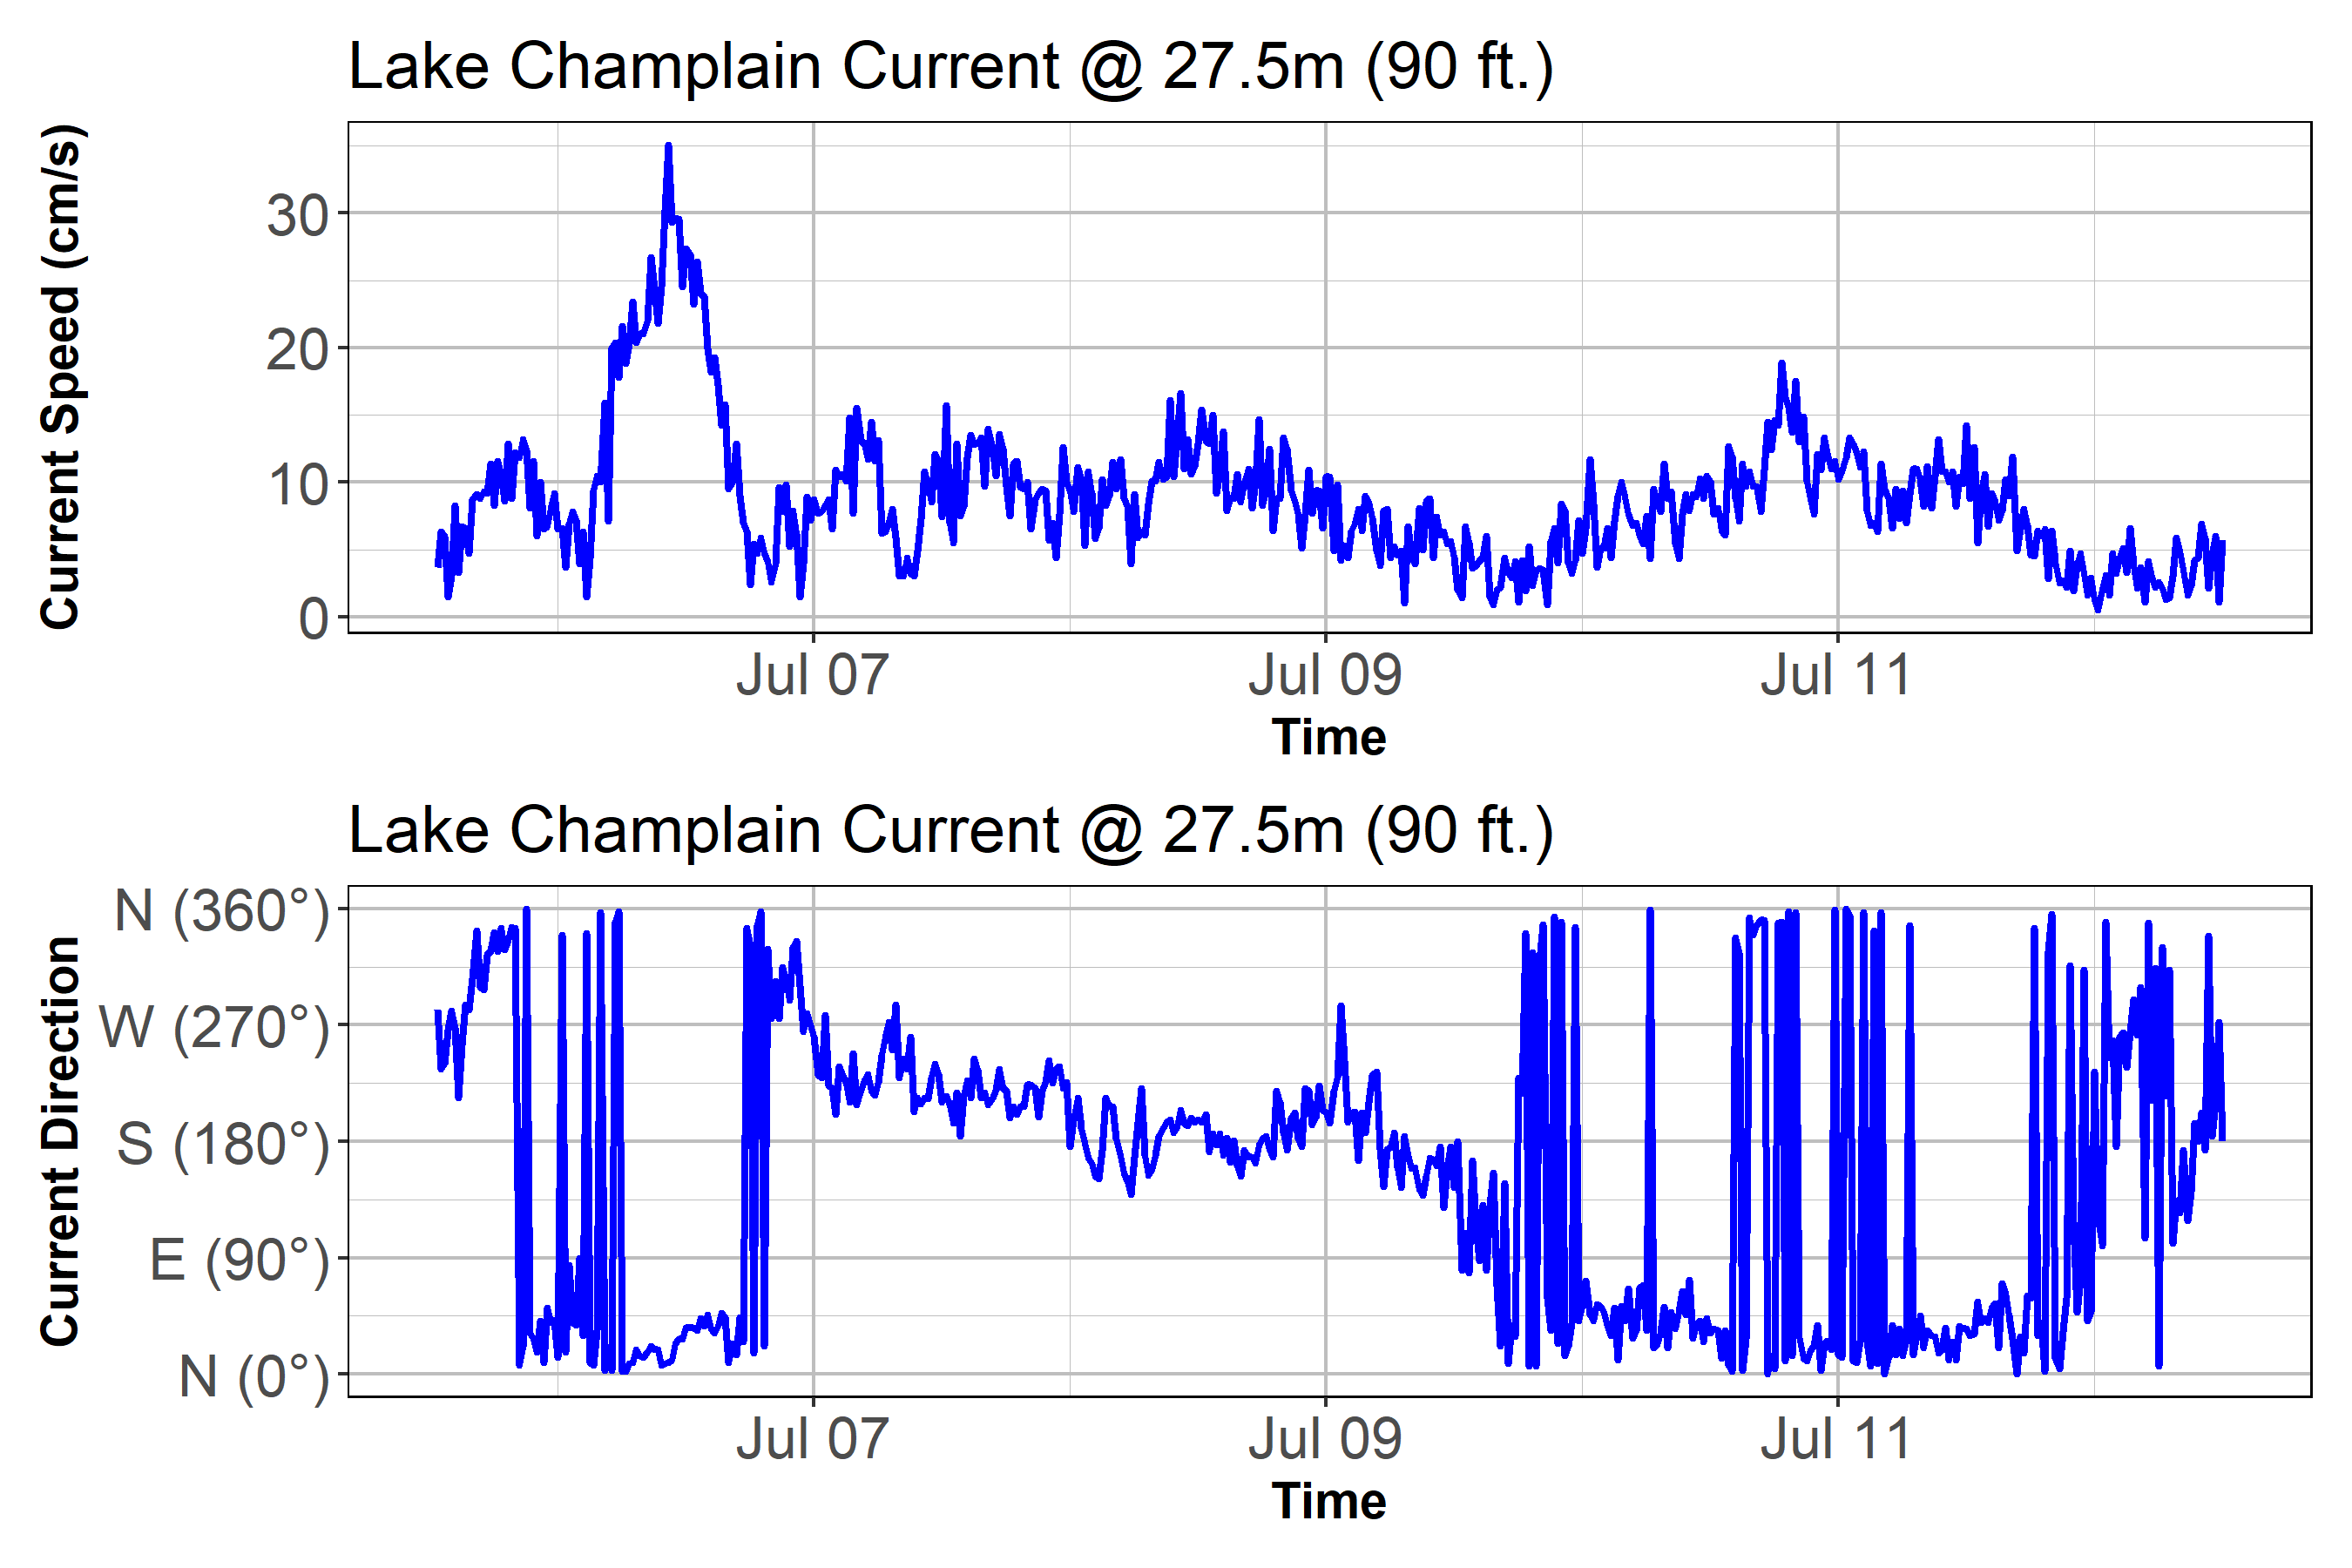 Lake Champlain Current @ 27.5m (90 ft.)
Current Speed (cm/s)
30
20
10
0
Jul 07 Jul 09 Jul 11
Time
Lake Champlain Current @ 27.5m (90 ft.)
Current Direction
N (360°)
W (270°)
S (180°)
E (90°)
N (0°)
Jul 07 Jul 09 Jul 11
Time